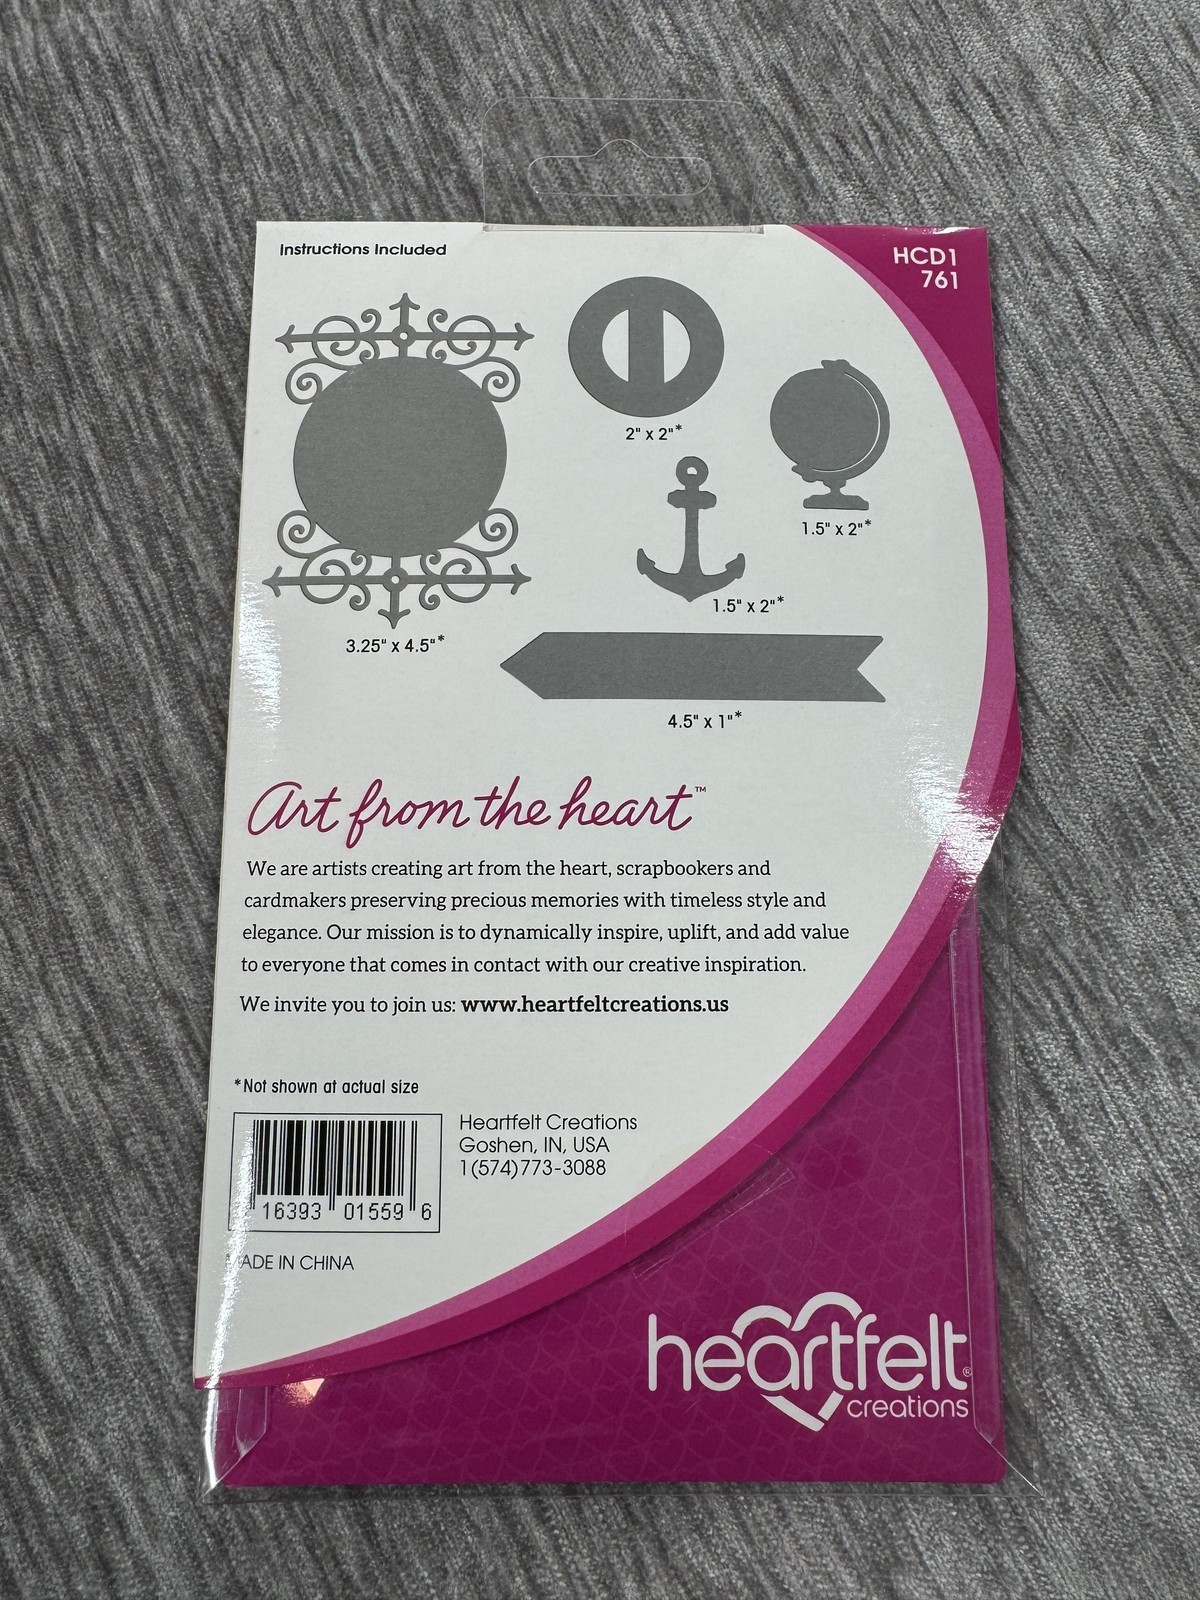 Instructions Included
HCD1
761
2" x 2"*
1.5" x 2"*
1.5" x 2"*
3.25" x 4.5"*
4.5" x 1"*
Art from the heart™
We are artists creating art from the heart, scrapbookers and
cardmakers preserving precious memories with timeless style and
elegance. Our mission is to dynamically inspire, uplift, and add value
to everyone that comes in contact with our creative inspiration.
We invite you to join us: www.heartfeltcreations.us
*Not shown at actual size
Heartfelt Creations
Goshen, IN, USA
1(574)773-3088
16393 01559 6
MADE IN CHINA
heartfelt®
creations